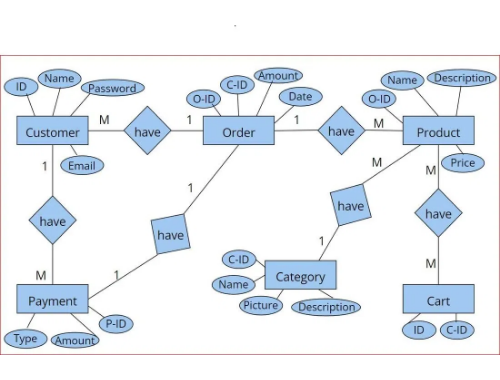 ID
Name
Password
O-ID
C-ID
Amount
Date
Name
Description
O-ID
Customer
M
have
1
Order
1
have
M
Product
Email
Price
1
1
M
M
have
have
have
have
M
1
1
M
C-ID
Name
Picture
Category
Description
Payment
Cart
P-ID
Type
Amount
ID
C-ID